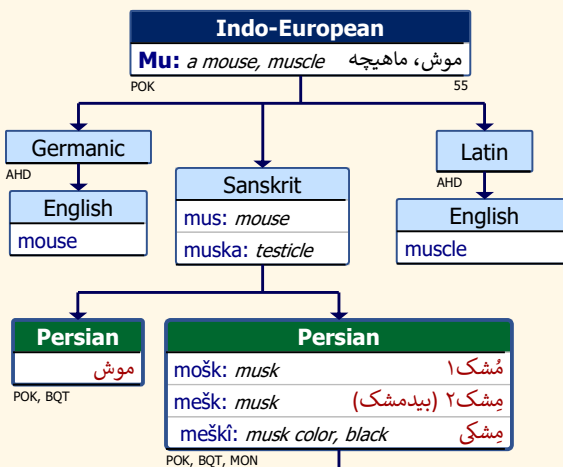 Indo-European
Mu: a mouse, muscle موش، ماهیچه
POK 55
Germanic
AHD
English
mouse
Sanskrit
mus: mouse
muska: testicle
Latin
AHD
English
muscle
Persian
موش
POK, BQT
Persian
mošk: musk مُشک۱
mešk: musk مِشک۲ (بیدمشک)
meškî: musk color, black مِشکی
POK, BQT, MON